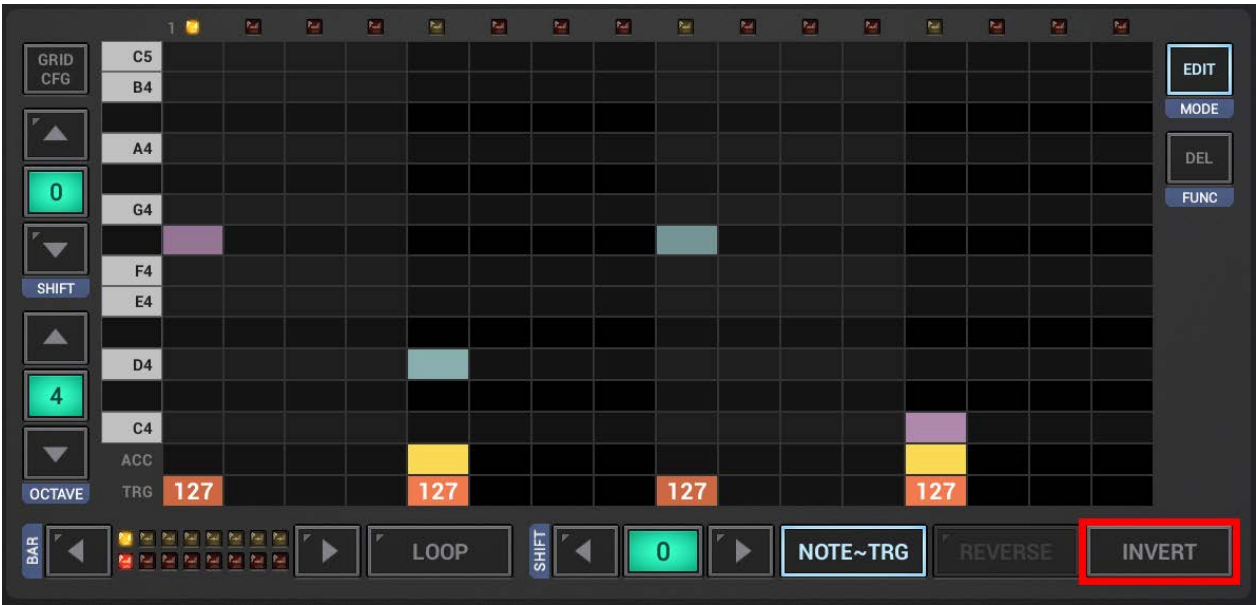 1
GRID
CFG
C5
EDIT
B4
MODE
A4
DEL
0
G4
FUNC
F4
SHIFT
E4
D4
4
C4
ACC
OCTAVE
TRG 127 127 127 127
BAR LOOP SHIFT 0 NOTE~TRG REVERSE INVERT